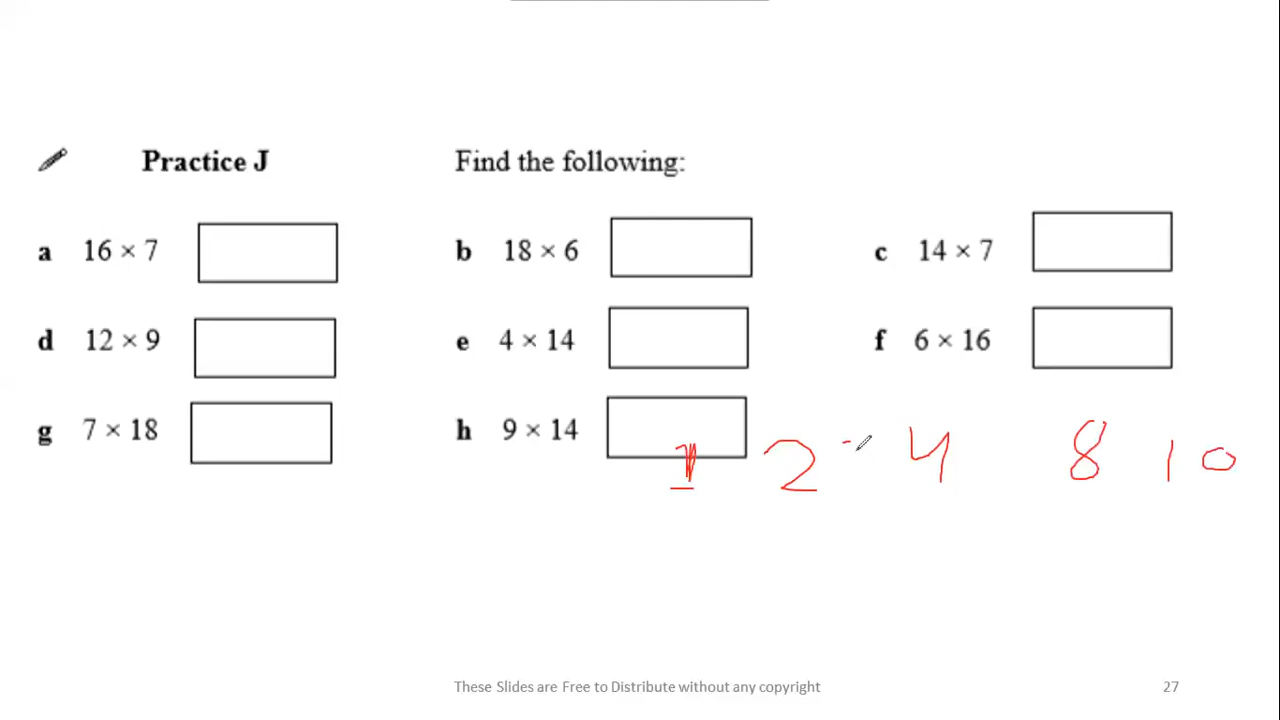 Practice J Find the following:
a 16 × 7 b 18 × 6 c 14 × 7
d 12 × 9 e 4 × 14 f 6 × 16
g 7 × 18 h 9 × 14
1 2 4 8 10
These Slides are Free to Distribute without any copyright 27